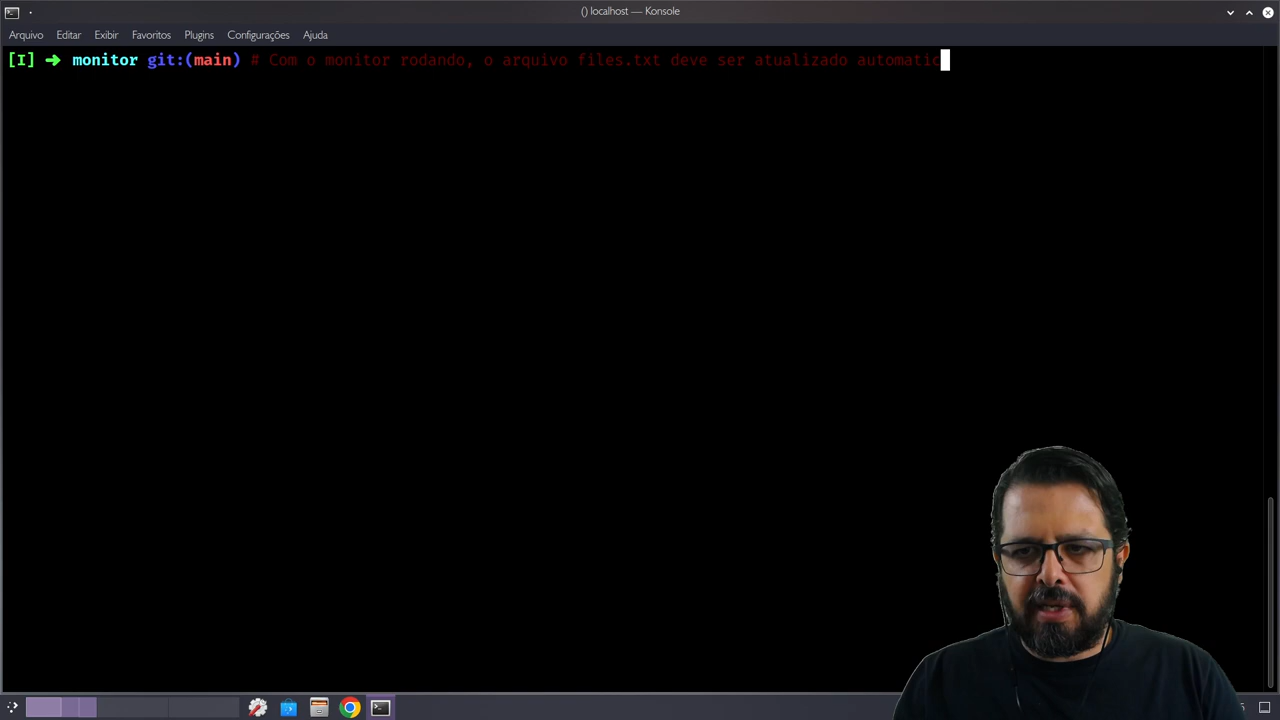 () localhost — Konsole
Arquivo Editar Exibir Favoritos Plugins Configurações Ajuda
[I] ➜ monitor git:(main) # Com o monitor rodando, o arquivo files.txt deve ser atualizado automatic